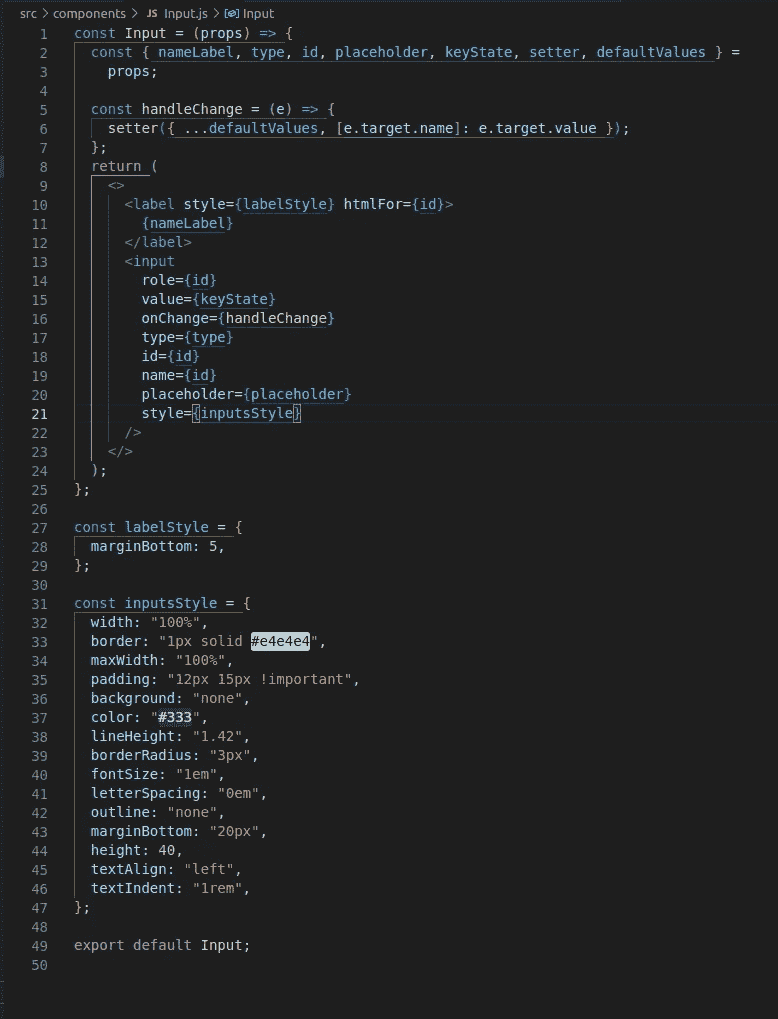 src > components > JS Input.js > Input
1 const Input = (props) => {
2   const { nameLabel, type, id, placeholder, keyState, setter, defaultValues } =
3     props;
4
5   const handleChange = (e) => {
6     setter({ ...defaultValues, [e.target.name]: e.target.value });
7   };
8   return (
9     <>
10       <label style={labelStyle} htmlFor={id}>
11         {nameLabel}
12       </label>
13       <input
14         role={id}
15         value={keyState}
16         onChange={handleChange}
17         type={type}
18         id={id}
19         name={id}
20         placeholder={placeholder}
21         style={inputsStyle}
22       />
23     </>
24   );
25 };
26
27 const labelStyle = {
28   marginBottom: 5,
29 };
30
31 const inputsStyle = {
32   width: "100%",
33   border: "1px solid #e4e4e4",
34   maxWidth: "100%",
35   padding: "12px 15px !important",
36   background: "none",
37   color: "#333",
38   lineHeight: "1.42",
39   borderRadius: "3px",
40   fontSize: "1em",
41   letterSpacing: "0em",
42   outline: "none",
43   marginBottom: "20px",
44   height: 40,
45   textAlign: "left",
46   textIndent: "1rem",
47 };
48
49 export default Input;
50